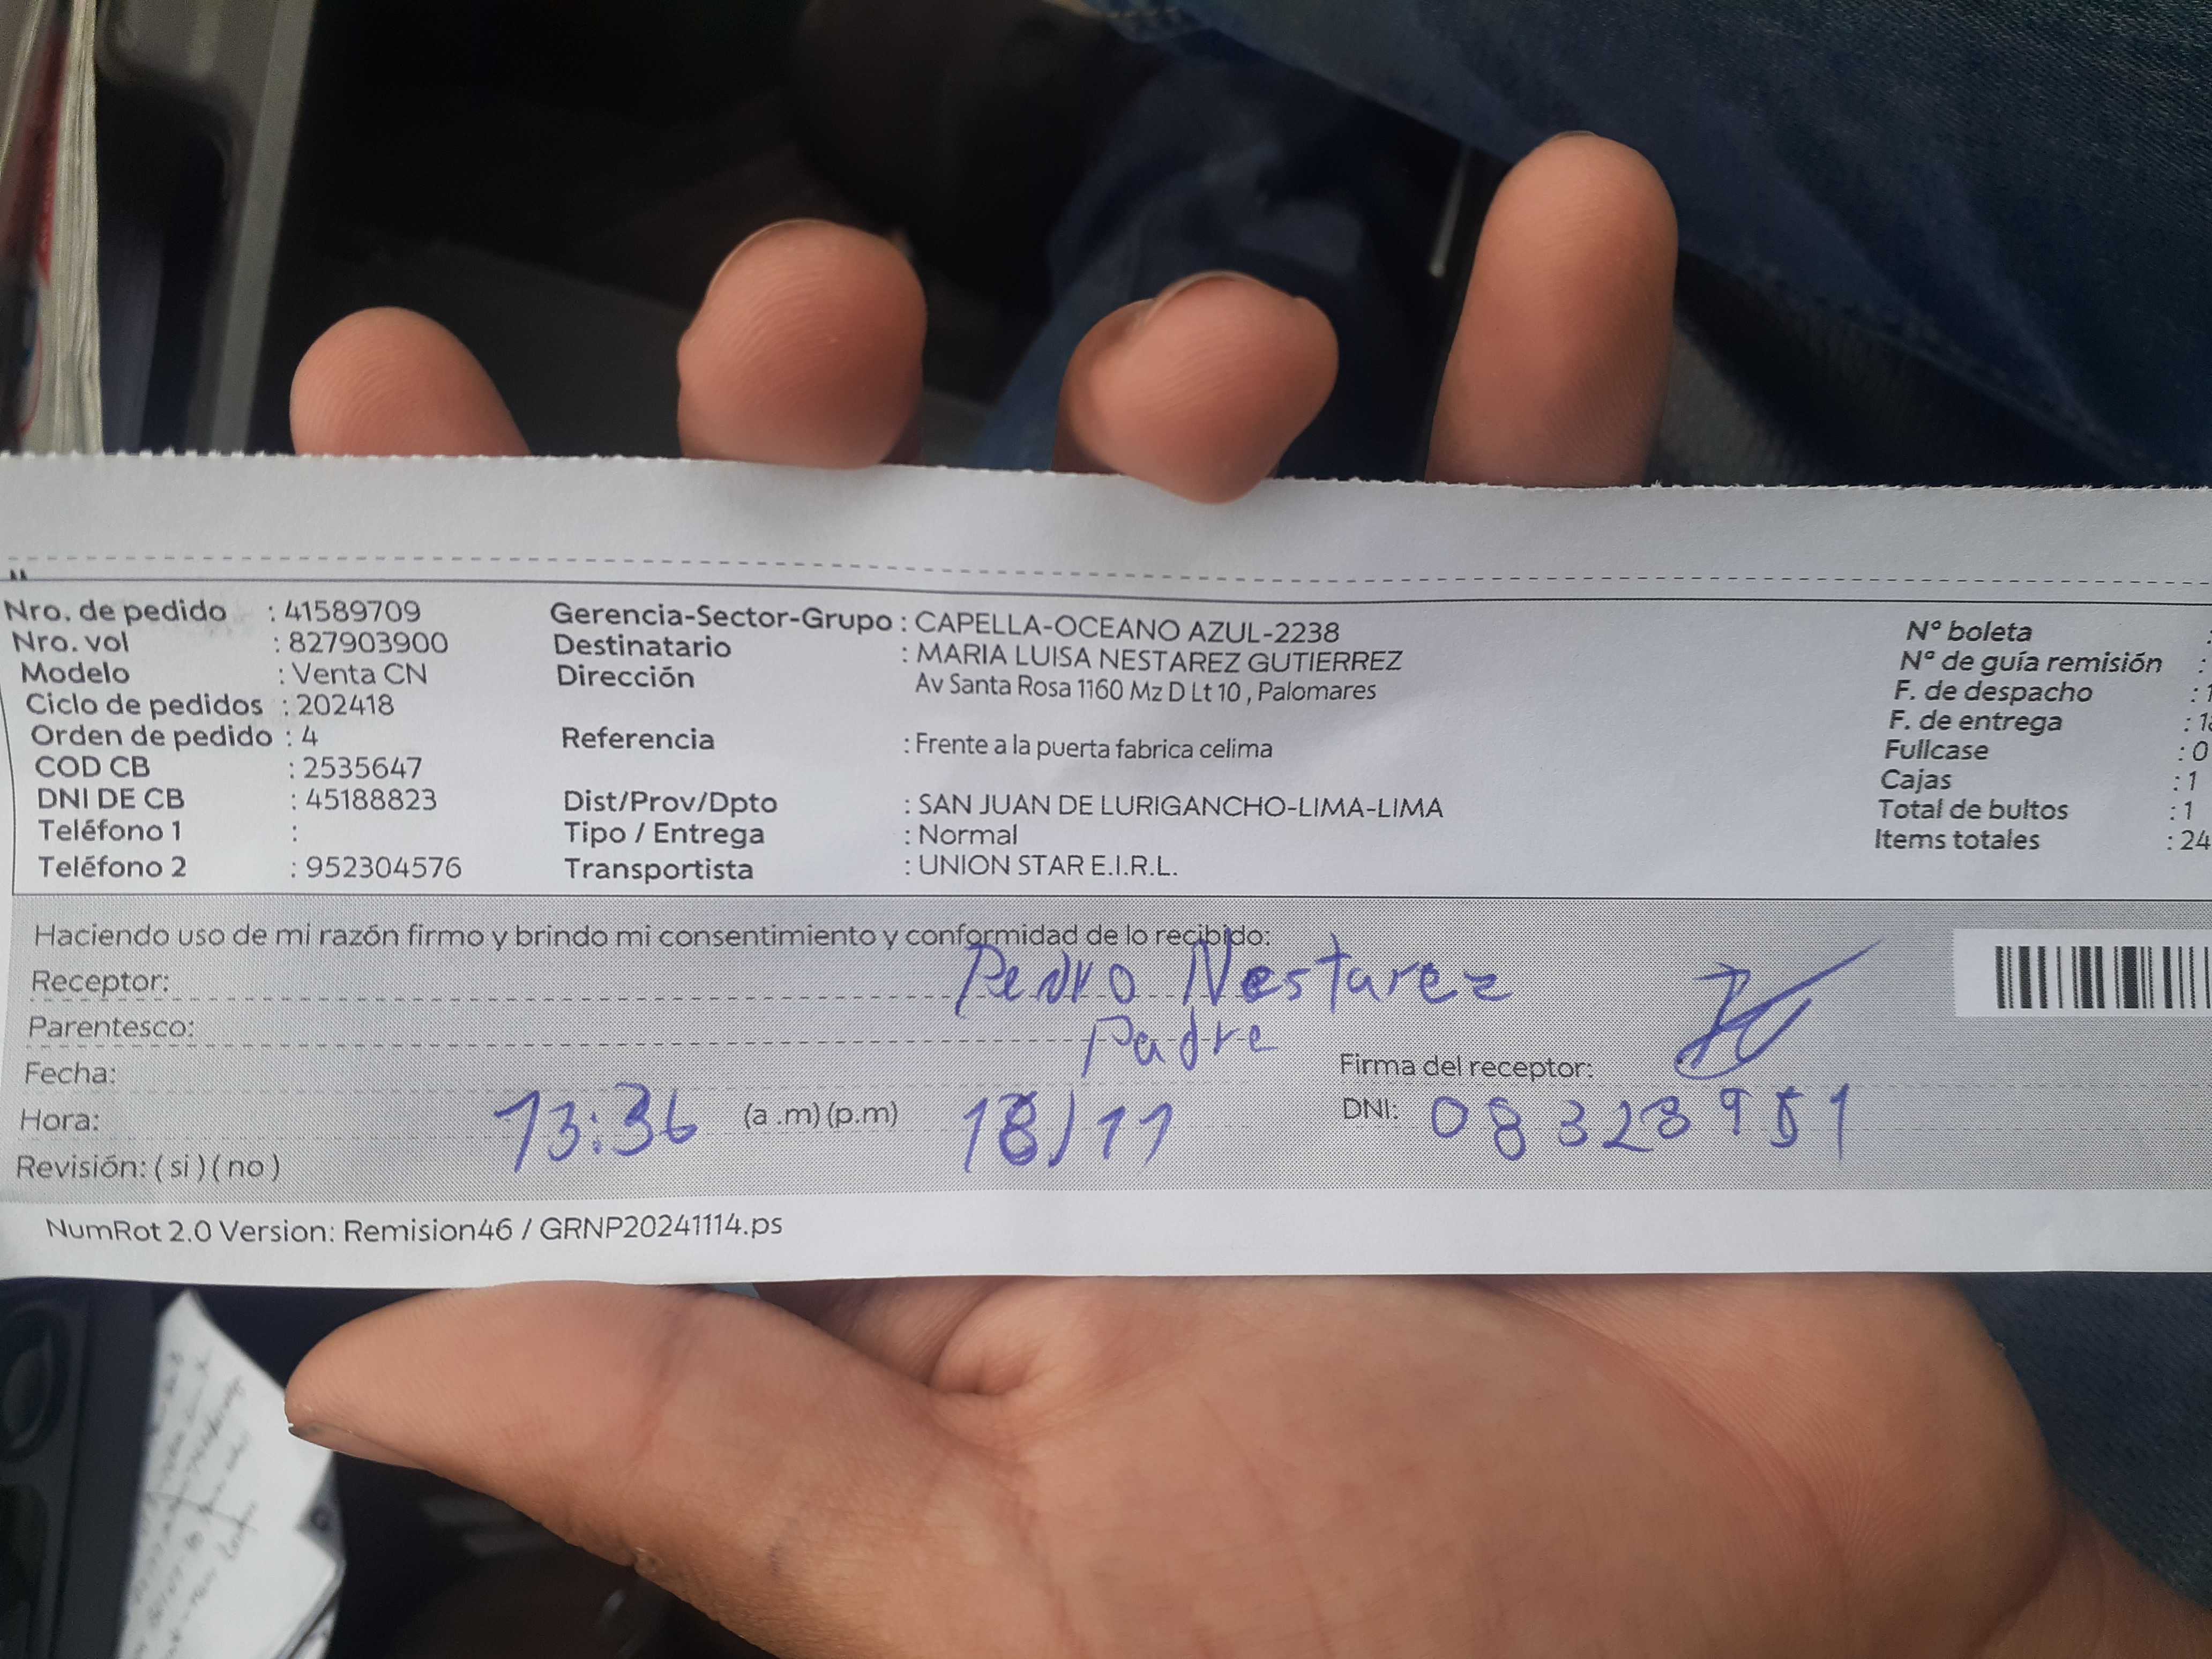 Nro. de pedido : 41589709
Nro. vol : 827903900
Modelo : Venta CN
Ciclo de pedidos : 202418
Orden de pedido : 4
COD CB : 2535647
DNI DE CB : 45188823
Teléfono 1 :
Teléfono 2 : 952304576
Gerencia-Sector-Grupo : CAPELLA-OCEANO AZUL-2238
Destinatario : MARIA LUISA NESTAREZ GUTIERREZ
Dirección Av Santa Rosa 1160 Mz D Lt 10 , Palomares
Referencia : Frente a la puerta fabrica celima
Dist/Prov/Dpto : SAN JUAN DE LURIGANCHO-LIMA-LIMA
Tipo / Entrega : Normal
Transportista : UNION STAR E.I.R.L.
N° boleta :
N° de guía remisión :
F. de despacho : 1
F. de entrega : 18
Fullcase : 0
Cajas : 1
Total de bultos : 1
Items totales : 24
Haciendo uso de mi razón firmo y brindo mi consentimiento y conformidad de lo recibido:
Receptor: Pedro Nestarez
Parentesco: Padre
Fecha:
Firma del receptor:
Hora: 13:36 (a .m) (p.m) 18/11 DNI: 08323951
Revisión: ( si ) ( no )
NumRot 2.0 Version: Remision46 / GRNP20241114.ps